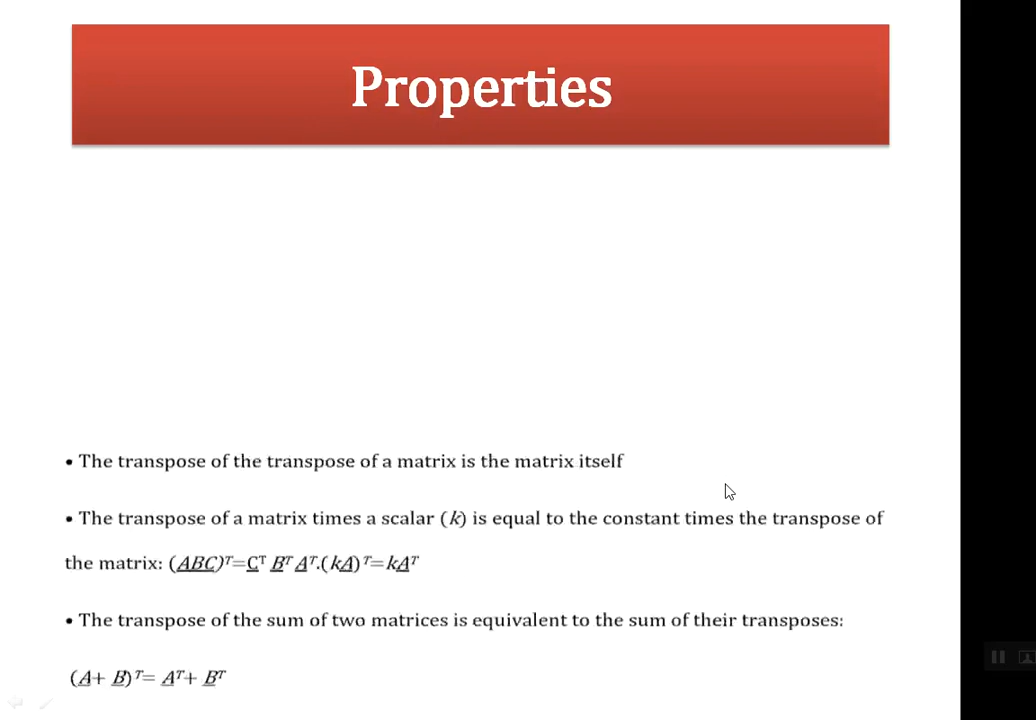 Properties
• The transpose of the transpose of a matrix is the matrix itself
• The transpose of a matrix times a scalar (k) is equal to the constant times the transpose of
the matrix: (ABC)ᵀ=Cᵀ Bᵀ Aᵀ.(kA)ᵀ=kAᵀ
• The transpose of the sum of two matrices is equivalent to the sum of their transposes:
(A+ B)ᵀ= Aᵀ+ Bᵀ